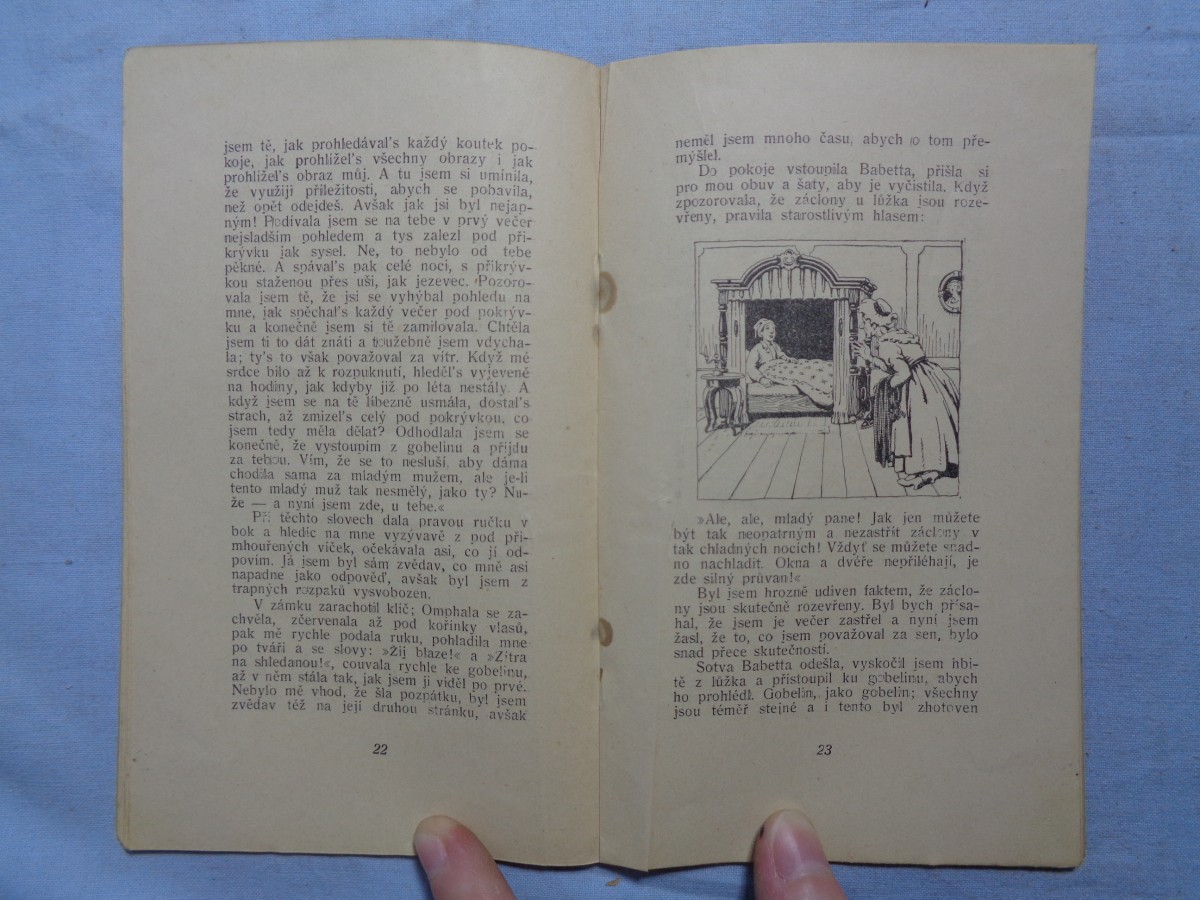 jsem tě, jak prohledával's každý koutek po-
koje, jak prohlížel's všechny obrazy i jak
prohlížel's obraz můj. A tu jsem si umínila,
že využiji příležitosti, abych se pobavila,
než opět odejdeš. Avšak jak jsi byl nejap-
ným! Podívala jsem se na tebe v prvý večer
nejsladším pohledem a tys zalezl pod při-
krývku jak sysel. Ne, to nebylo od tebe
pěkné. A spával's pak celé noci, s přikrýv-
kou staženou přes uši, jak jezevec. Pozoro-
vala jsem tě, že jsi se vyhýbal pohledu na
mne, jak spěchal's každý večer pod pokrýv-
ku a konečně jsem si tě zamilovala. Chtěla
jsem ti to dát znáti a toužebně jsem vdycha-
la; ty's to však považoval za vítr. Když mé
srdce bilo až k rozpuknutí, hleděl's vyjeveně
na hodiny, jak kdyby již po léta nestály. A
když jsem se na tě líbezně usmála, dostal's
strach, až zmizel's celý pod pokrývkou, co
jsem tedy měla dělat? Odhodlala jsem se
konečně, že vystoupím z gobelinu a přijdu
za tebou. Vím, že se to nesluší, aby dáma
chodila sama za mladým mužem, ale je-li
tento mladý muž tak nesmělý, jako ty? Nu-
že — a nyní jsem zde, u tebe.«
Při těchto slovech dala pravou ručku v
bok a hledíc na mne vyzývavě z pod při-
mhouřených víček, očekávala asi, co jí od-
povím. Já jsem byl sám zvědav, co mně asi
napadne jako odpověď, avšak byl jsem z
trapných rozpaků vysvobozen.
V zámku zarachotil klíč; Omphala se za-
chvěla, zčervenala až pod kořínky vlasů,
pak mě rychle podala ruku, pohladila mne
po tváři a se slovy: »Žij blaze!« a »Zítra
na shledanou!«, couvala rychle ke gobelinu,
až v něm stála tak, jak jsem ji viděl po prvé.
Nebylo mě vhod, že šla pozpátku, byl jsem
zvědav též na její druhou stránku, avšak
22
neměl jsem mnoho času, abych o tom pře-
mýšlel.
Do pokoje vstoupila Babetta, přišla si
pro mou obuv a šaty, aby je vyčistila. Když
zpozorovala, že záclony u lůžka jsou roze-
vřeny, pravila starostlivým hlasem:
»Ale, ale, mladý pane! Jak jen můžete
být tak neopatrným a nezastřít záclony v
tak chladných nocích! Vždyť se můžete snad-
no nachladit. Okna a dvéře nepřiléhají, je
zde silný průvan!«
Byl jsem hrozně udiven faktem, že záclo-
ny jsou skutečně rozevřeny. Byl bych přísa-
hal, že jsem je večer zastřel a nyní jsem
žasl, že to, co jsem považoval za sen, bylo
snad přece skutečností.
Sotva Babetta odešla, vyskočil jsem hbi-
tě z lůžka a přistoupil ku gobelinu, abych
ho prohlédl. Gobelin, jako gobelin; všechny
jsou téměř stejné a i tento byl zhotoven
23